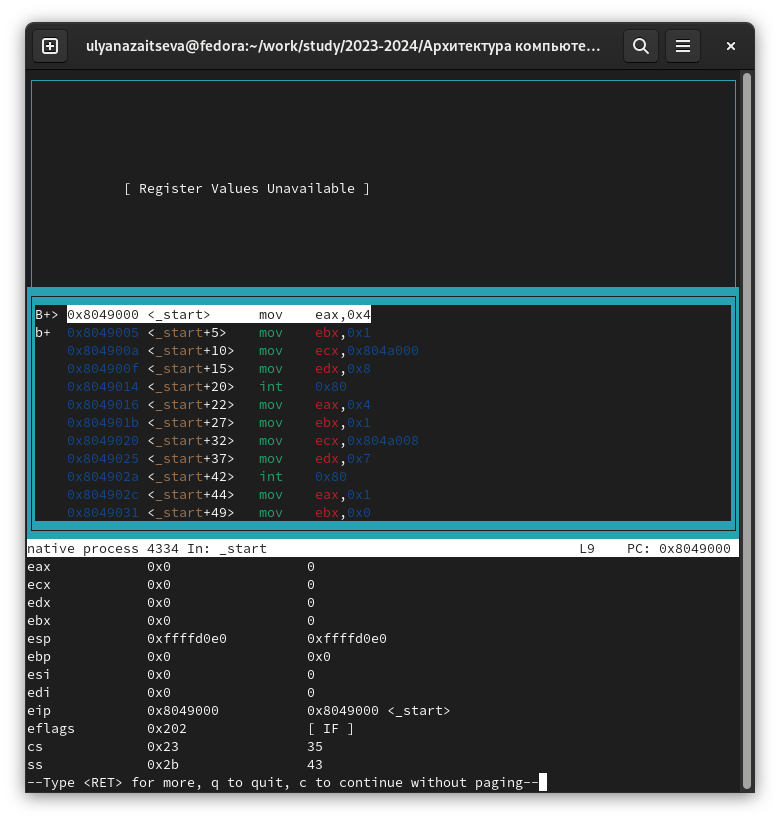 ulyanazaitseva@fedora:~/work/study/2023-2024/Архитектура компьюте...
[ Register Values Unavailable ]
B+> 0x8049000 <_start> mov eax,0x4
b+ 0x8049005 <_start+5> mov ebx,0x1
0x804900a <_start+10> mov ecx,0x804a000
0x804900f <_start+15> mov edx,0x8
0x8049014 <_start+20> int 0x80
0x8049016 <_start+22> mov eax,0x4
0x804901b <_start+27> mov ebx,0x1
0x8049020 <_start+32> mov ecx,0x804a008
0x8049025 <_start+37> mov edx,0x7
0x804902a <_start+42> int 0x80
0x804902c <_start+44> mov eax,0x1
0x8049031 <_start+49> mov ebx,0x0
native process 4334 In: _start L9 PC: 0x8049000
eax 0x0 0
ecx 0x0 0
edx 0x0 0
ebx 0x0 0
esp 0xffffd0e0 0xffffd0e0
ebp 0x0 0x0
esi 0x0 0
edi 0x0 0
eip 0x8049000 0x8049000 <_start>
eflags 0x202 [ IF ]
cs 0x23 35
ss 0x2b 43
--Type <RET> for more, q to quit, c to continue without paging--